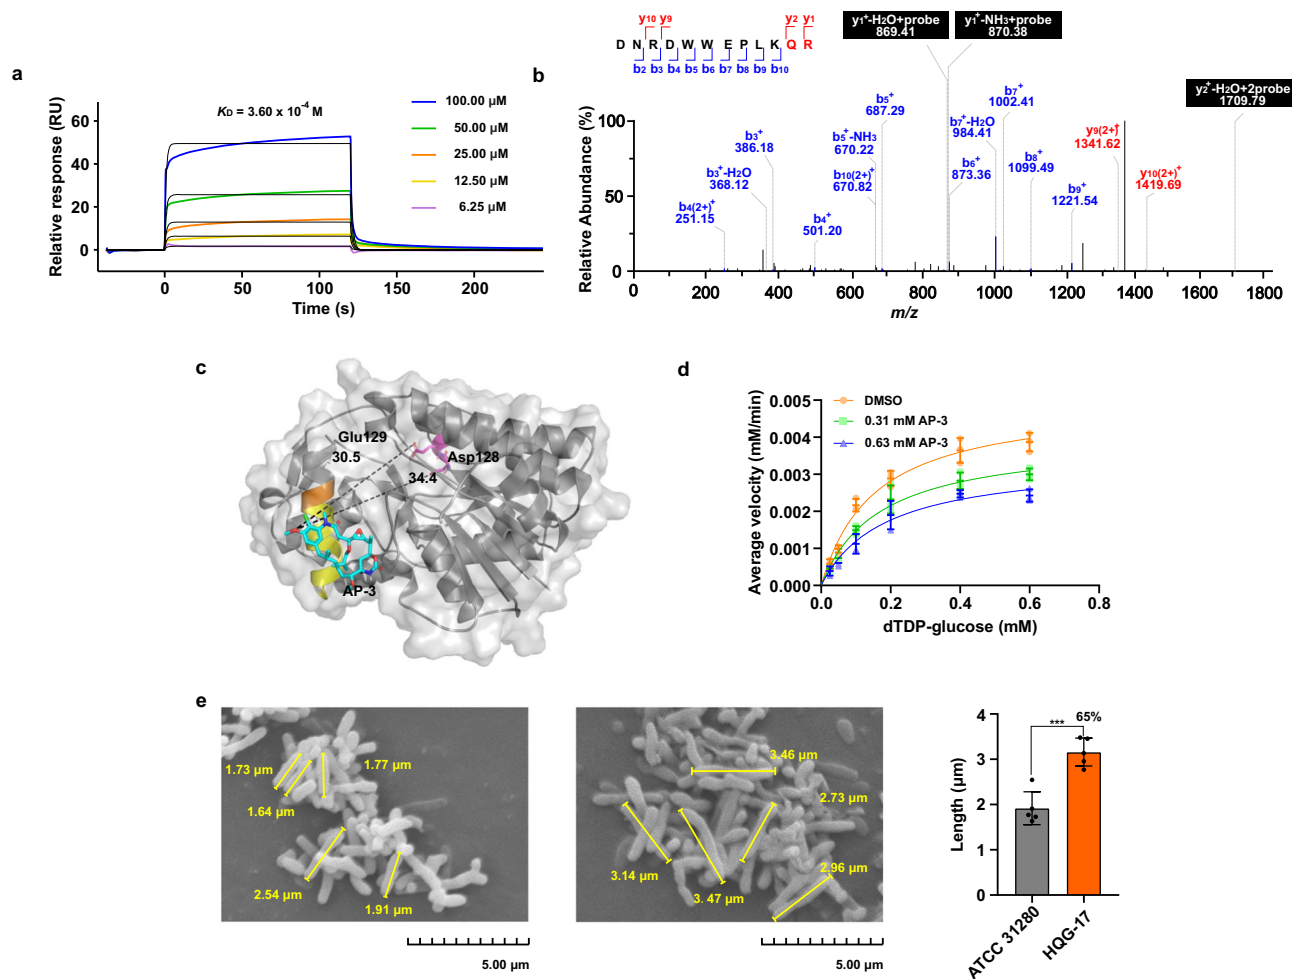 a
Relative response (RU)
60
40
20
0
KD = 3.60 x 10⁻⁴ M
100.00 µM
50.00 µM
25.00 µM
12.50 µM
6.25 µM
0
50
100
150
200
Time (s)
b
y10 y9 y2 y1
D N R D W W E P L K Q R
b2 b3 b4 b5 b6 b7 b8 b9 b10
y1⁺-H2O+probe
869.41
y1⁺-NH3+probe
870.38
y2⁺-H2O+2probe
1709.79
Relative Abundance (%)
100
50
0
b4(2+)⁺
251.15
b3⁺-H2O
368.12
b3⁺
386.18
b4⁺
501.20
b5⁺
687.29
b5⁺-NH3
670.22
b10(2+)⁺
670.82
b7⁺
1002.41
b7⁺-H2O
984.41
b6⁺
873.36
b8⁺
1099.49
b9⁺
1221.54
y9(2+)⁺
1341.62
y10(2+)⁺
1419.69
0 200 400 600 800 1000 1200 1400 1600 1800
m/z
c
Glu129
30.5
Asp128
34.4
AP-3
d
Average velocity (mM/min)
0.005
0.004
0.003
0.002
0.001
0.000
DMSO
0.31 mM AP-3
0.63 mM AP-3
0.0 0.2 0.4 0.6 0.8
dTDP-glucose (mM)
e
1.73 µm
1.77 µm
1.64 µm
2.54 µm
1.91 µm
5.00 µm
3.46 µm
2.73 µm
3.14 µm
3. 47 µm
2.96 µm
5.00 µm
Length (µm)
4
3
2
1
0
***
65%
ATCC 31280
HQG-17